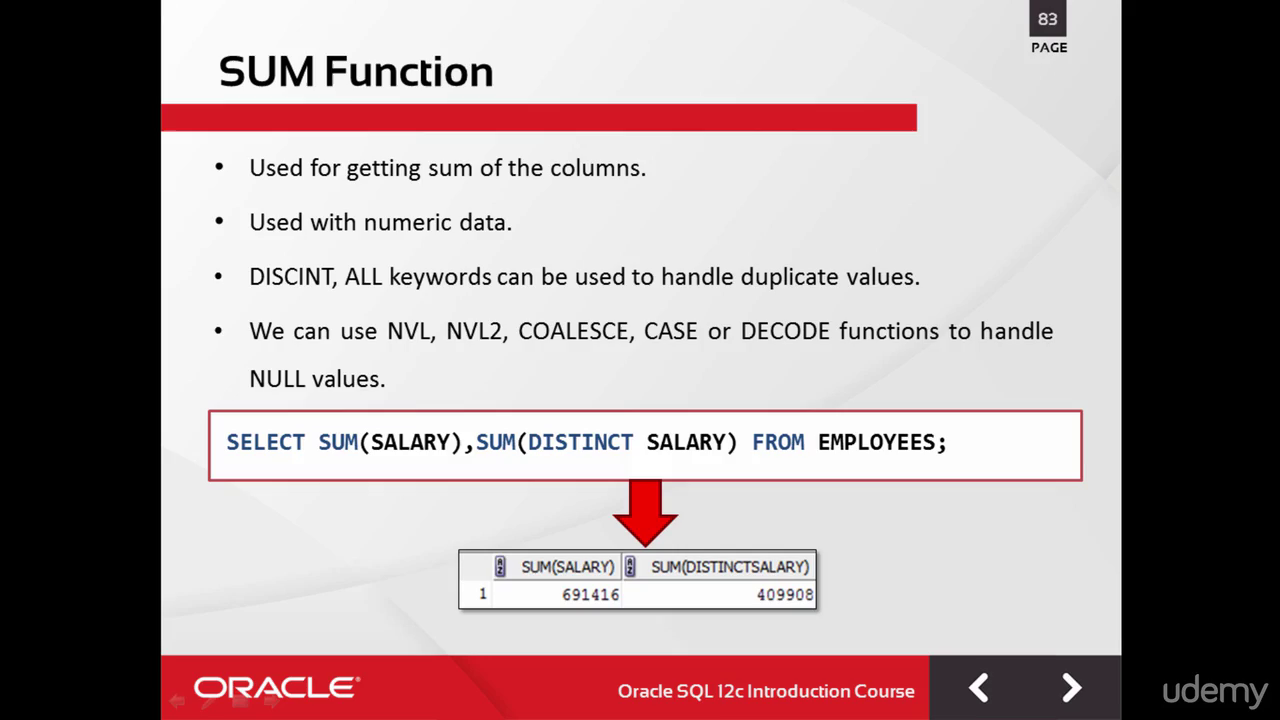 83
PAGE
SUM Function
• Used for getting sum of the columns.
• Used with numeric data.
• DISCINT, ALL keywords can be used to handle duplicate values.
• We can use NVL, NVL2, COALESCE, CASE or DECODE functions to handle
NULL values.
SELECT SUM(SALARY),SUM(DISTINCT SALARY) FROM EMPLOYEES;
SUM(SALARY) SUM(DISTINCTSALARY)
1 691416 409908
ORACLE®
Oracle SQL 12c Introduction Course
udemy